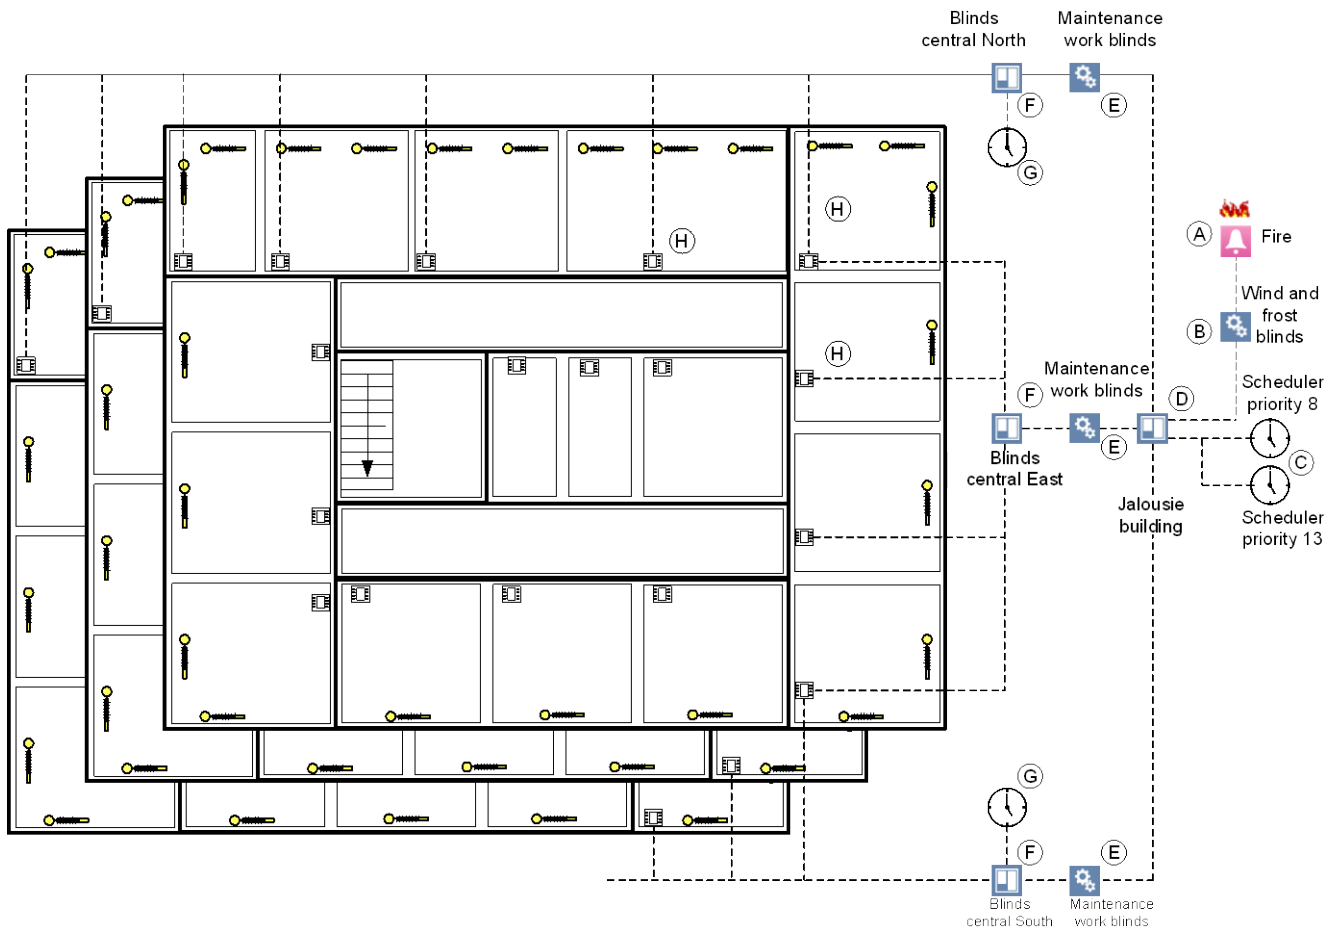 Blinds
central North
Maintenance
work blinds
F
E
G
H
H
A
Fire
Wind and
frost
blinds
B
H
Maintenance
work blinds
Scheduler
priority 8
F
D
E
C
Blinds
central East
Jalousie
building
Scheduler
priority 13
G
F
E
Blinds
central South
Maintenance
work blinds